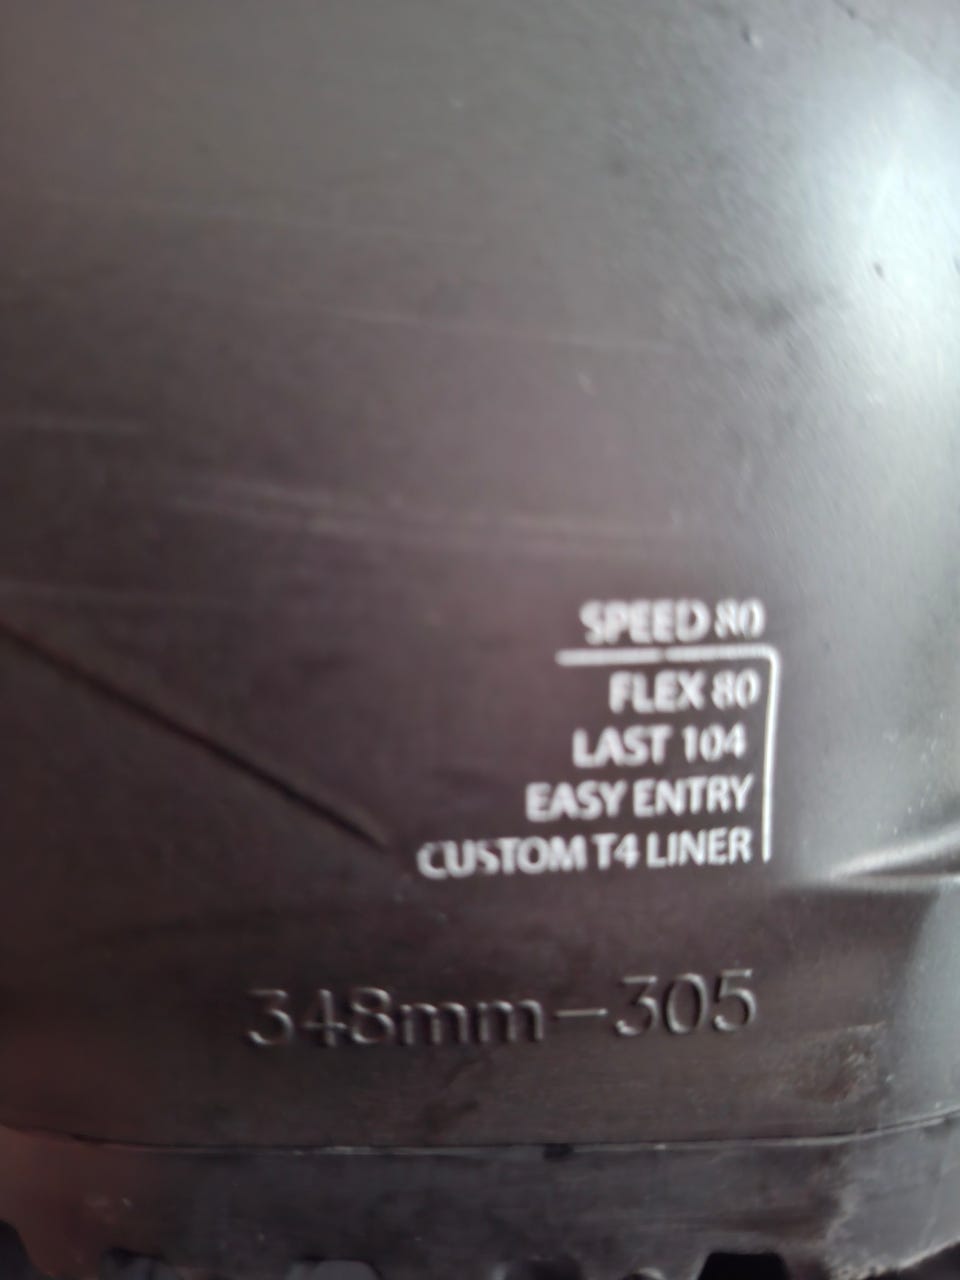 SPEED 80
FLEX 80
LAST 104
EASY ENTRY
CUSTOM T4 LINER
348mm-305